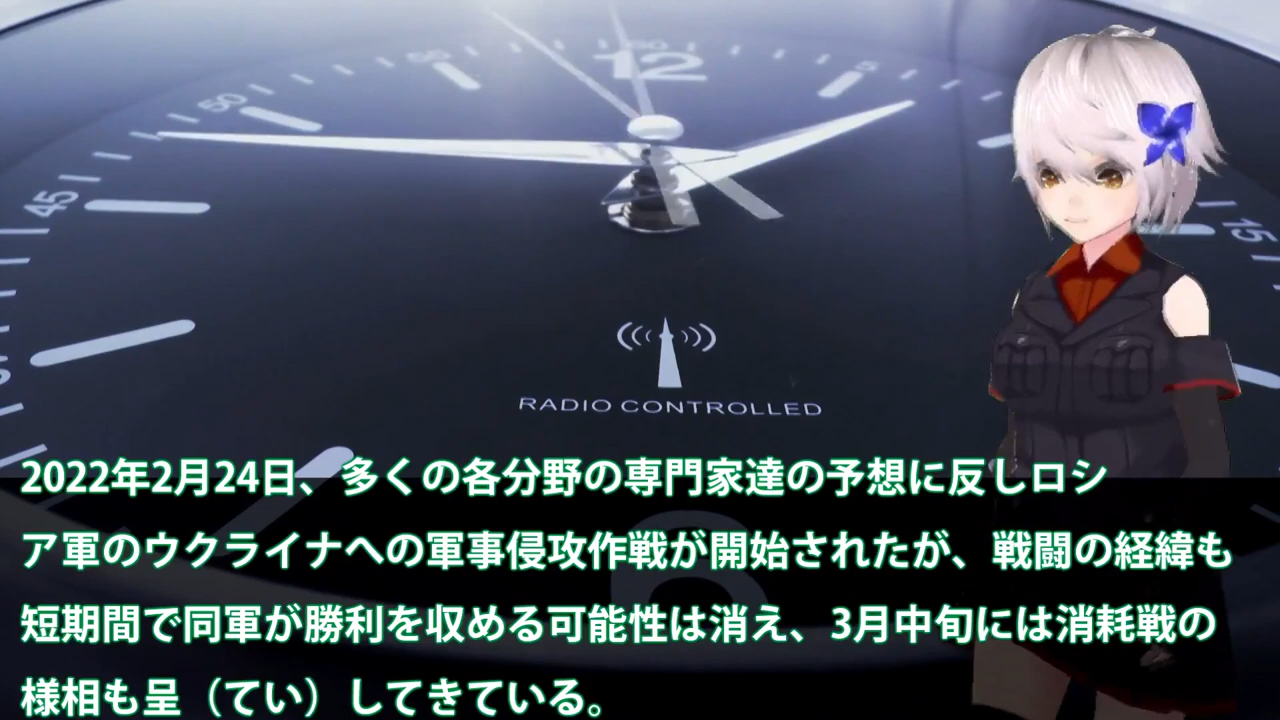 12
5
50
45
15
RADIO CONTROLLED
6
2022年2月24日、多くの各分野の専門家達の予想に反しロシ
ア軍のウクライナへの軍事侵攻作戦が開始されたが、戦闘の経緯も
短期間で同軍が勝利を収める可能性は消え、3月中旬には消耗戦の
様相も呈（てい）してきている。